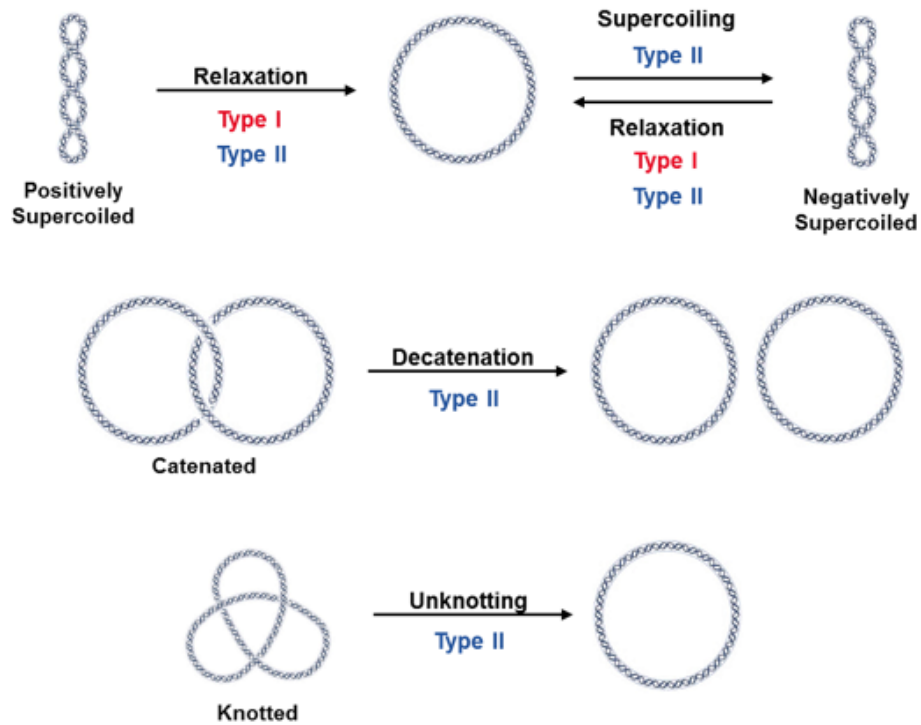 Relaxation
Type I
Type II
Positively
Supercoiled
Supercoiling
Type II
Relaxation
Type I
Type II
Negatively
Supercoiled
Decatenation
Type II
Catenated
Unknotting
Type II
Knotted